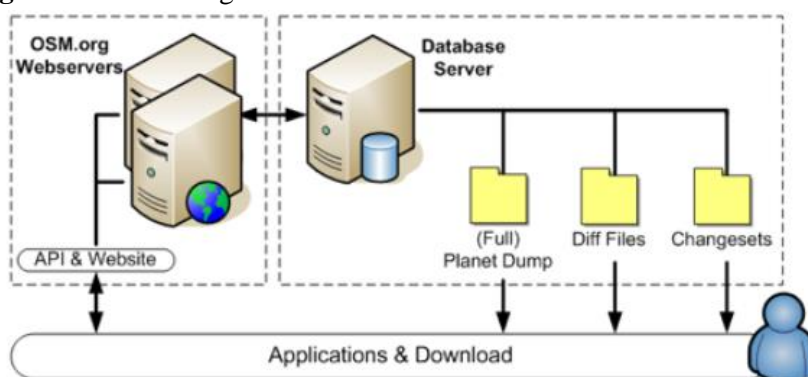 OSM.org
Webservers
Database
Server
API & Website
(Full)
Planet Dump
Diff Files
Changesets
Applications & Download